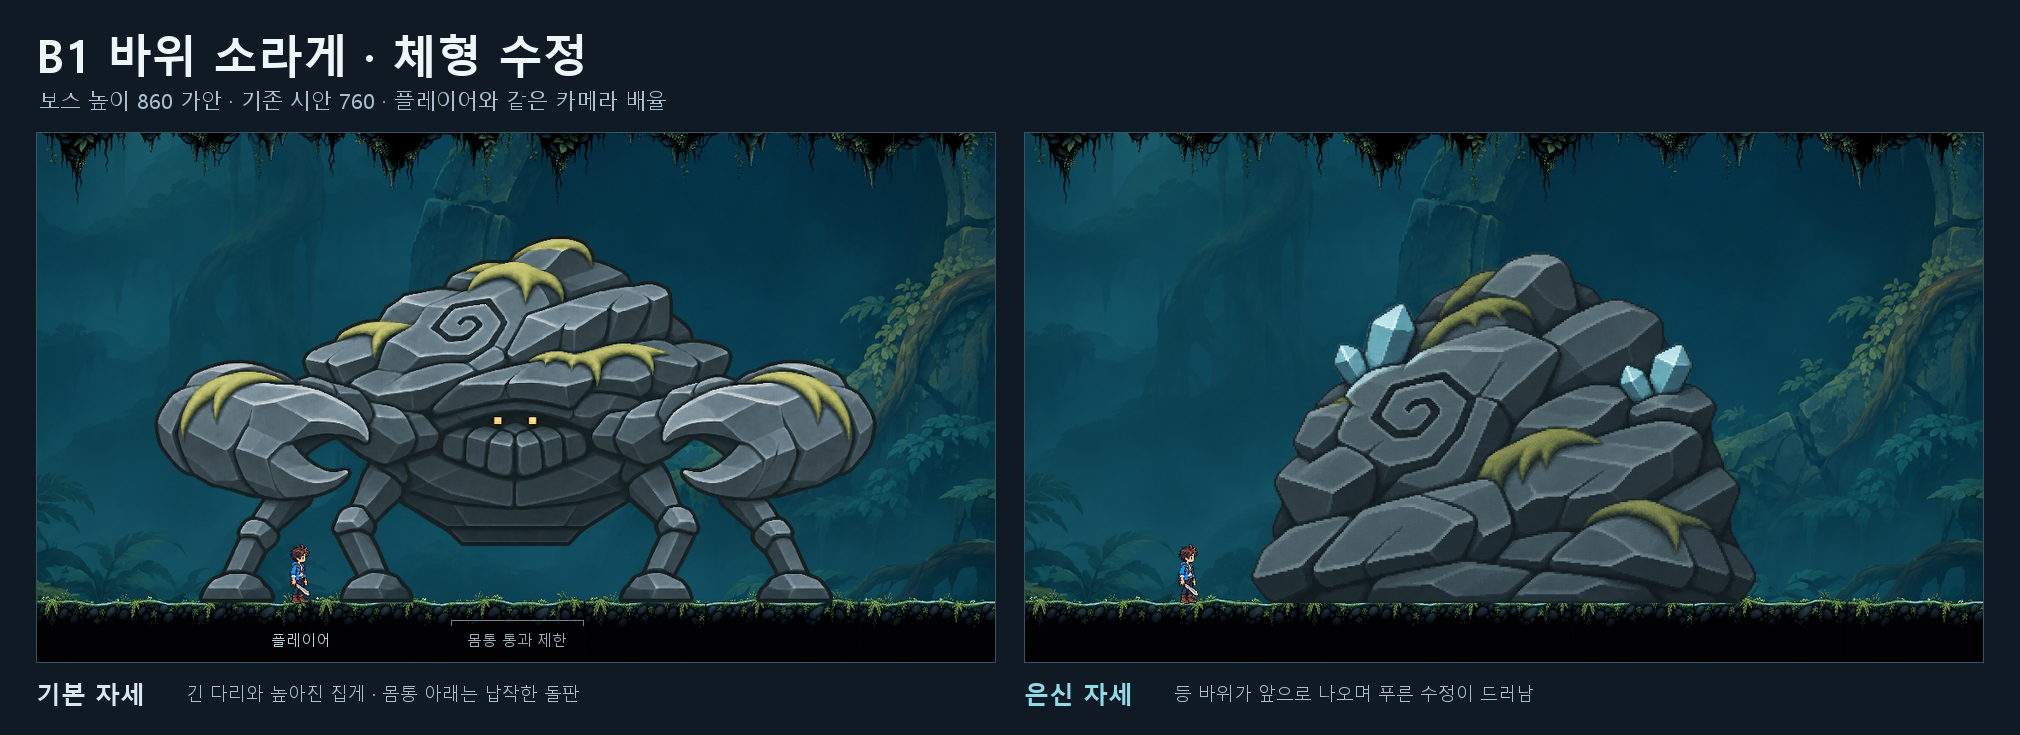 B1 바위 소라게 · 체형 수정
보스 높이 860 가안 · 기존 시안 760 · 플레이어와 같은 카메라 배율
플레이어
몸통 통과 제한
기본 자세
긴 다리와 높아진 집게 · 몸통 아래는 납작한 돌판
은신 자세
등 바위가 앞으로 나오며 푸른 수정이 드러남